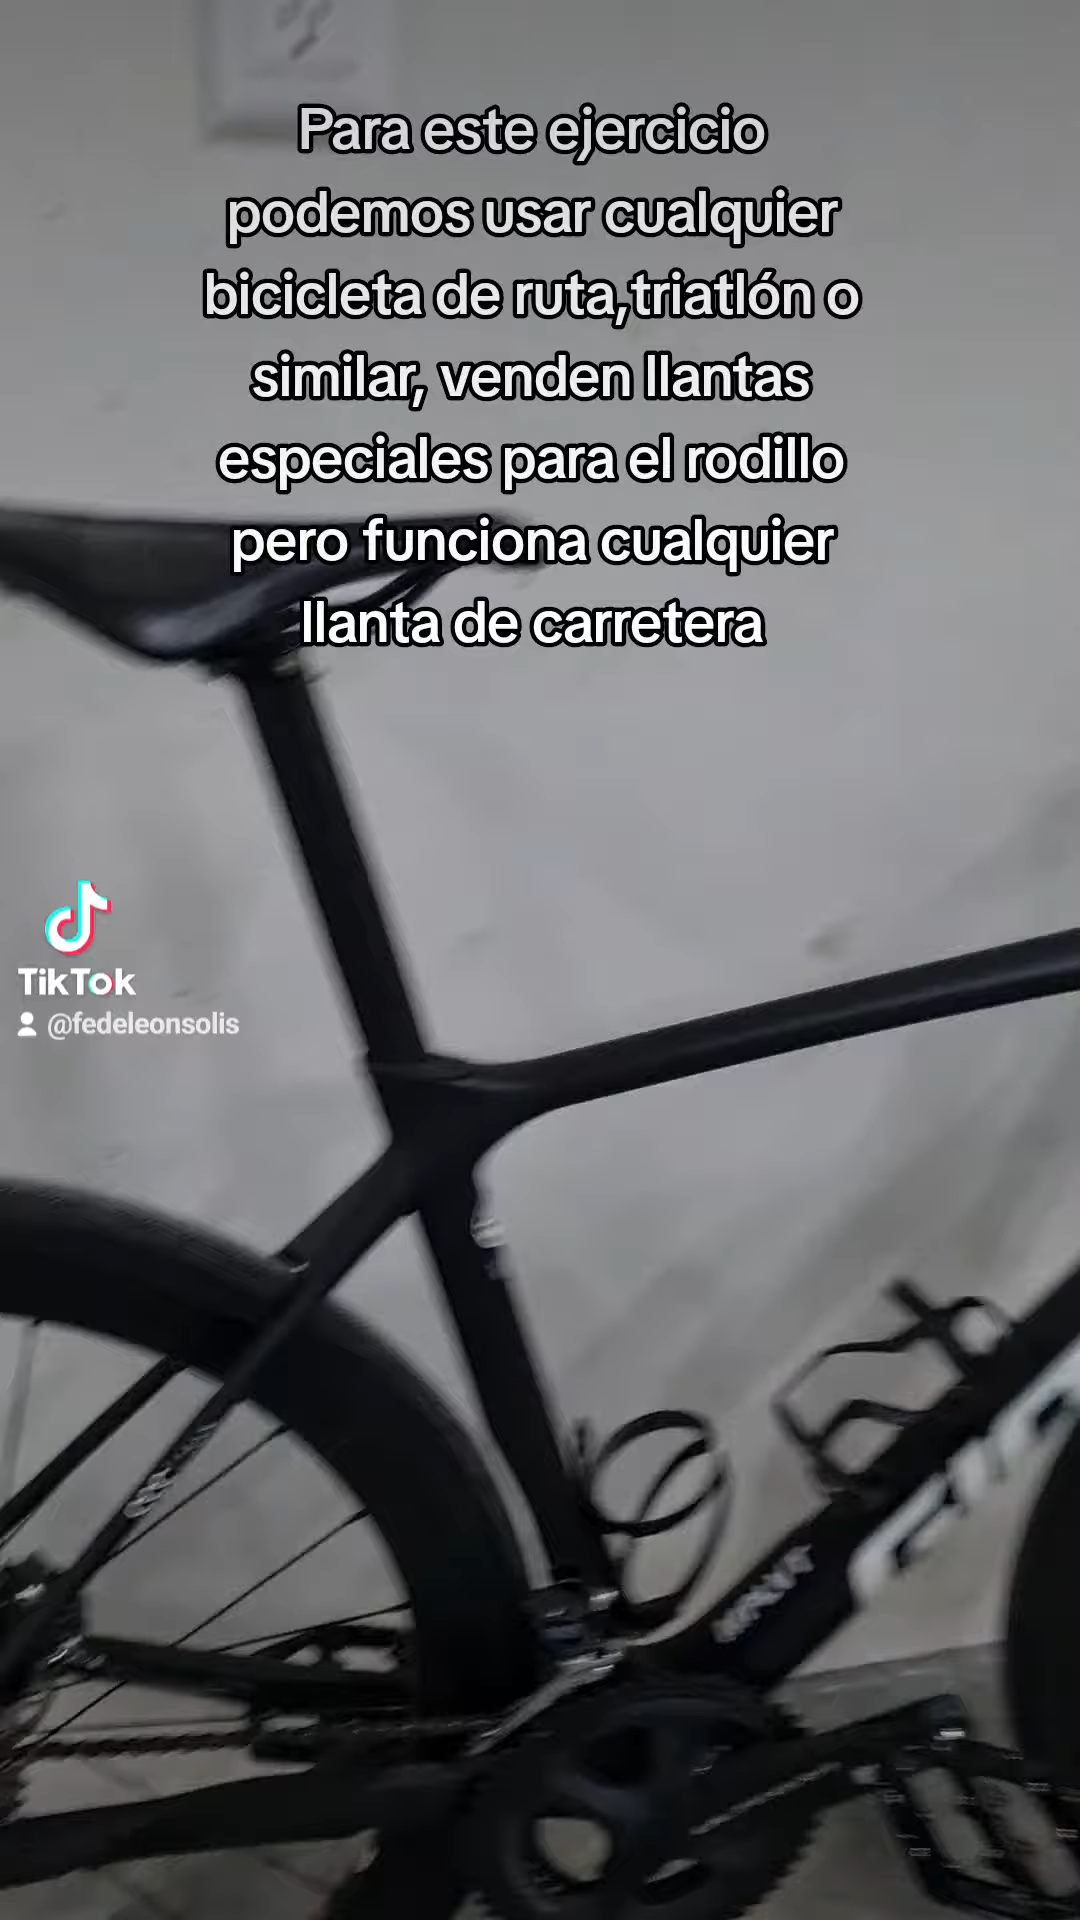 Para este ejercicio
podemos usar cualquier
bicicleta de ruta,triatlón o
similar, venden llantas
especiales para el rodillo
pero funciona cualquier
llanta de carretera
TikTok
@fedeleonsolis